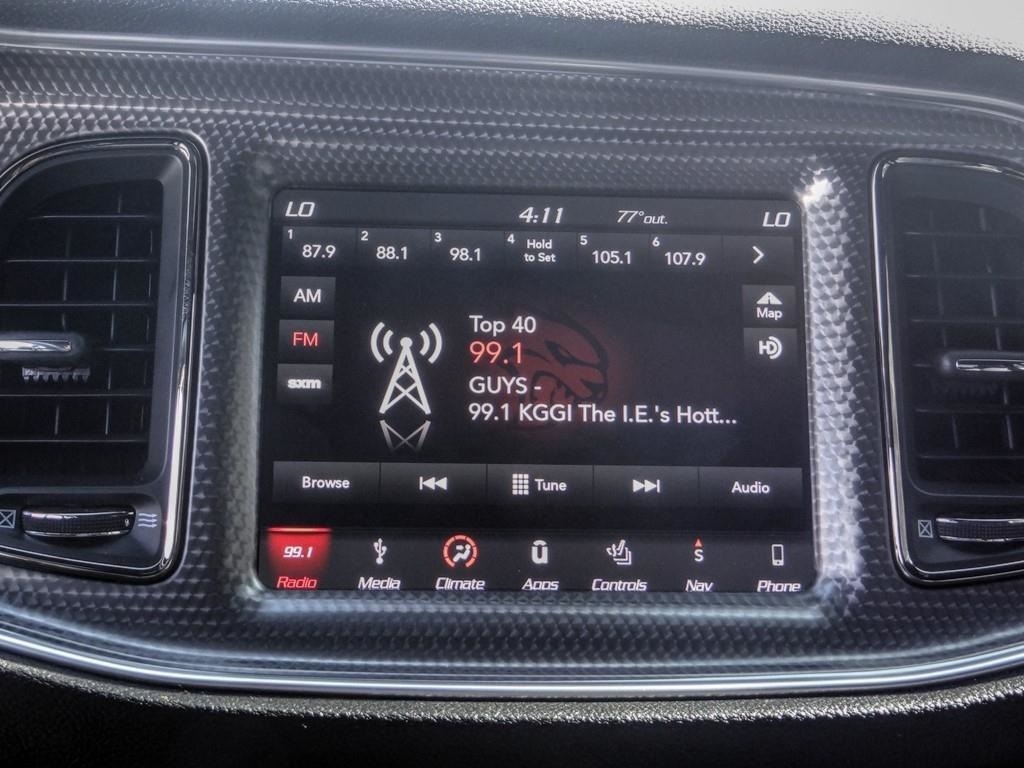 LO 4:11 77° out. LO
1 87.9 2 88.1 3 98.1 4 Hold to Set 5 105.1 6 107.9 >
AM
FM
sxm
Top 40
99.1
GUYS -
99.1 KGGI The I.E.'s Hott...
Map
HD
Browse Tune Audio
99.1 S
Radio Media Climate Apps Controls Nav Phone